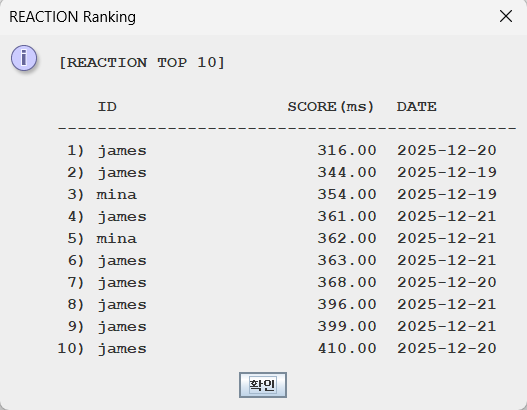 REACTION Ranking
[REACTION TOP 10]
ID SCORE(ms) DATE
----------------------------------------------
1) james 316.00 2025-12-20
2) james 344.00 2025-12-19
3) mina 354.00 2025-12-19
4) james 361.00 2025-12-21
5) mina 362.00 2025-12-21
6) james 363.00 2025-12-21
7) james 368.00 2025-12-20
8) james 396.00 2025-12-21
9) james 399.00 2025-12-21
10) james 410.00 2025-12-20
확인